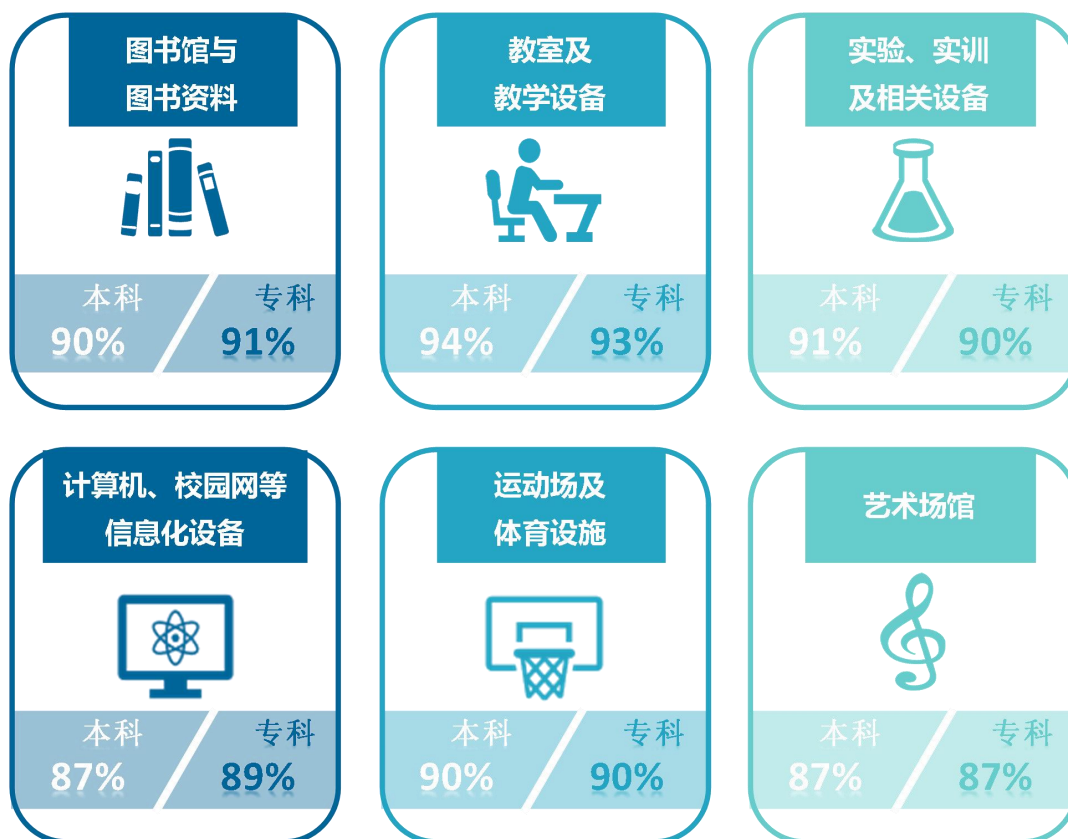 图书馆与
图书资料
本科 专科
90% 91%
教室及
教学设备
本科 专科
94% 93%
实验、实训
及相关设备
本科 专科
91% 90%
计算机、校园网等
信息化设备
本科 专科
87% 89%
运动场及
体育设施
本科 专科
90% 90%
艺术场馆
本科 专科
87% 87%